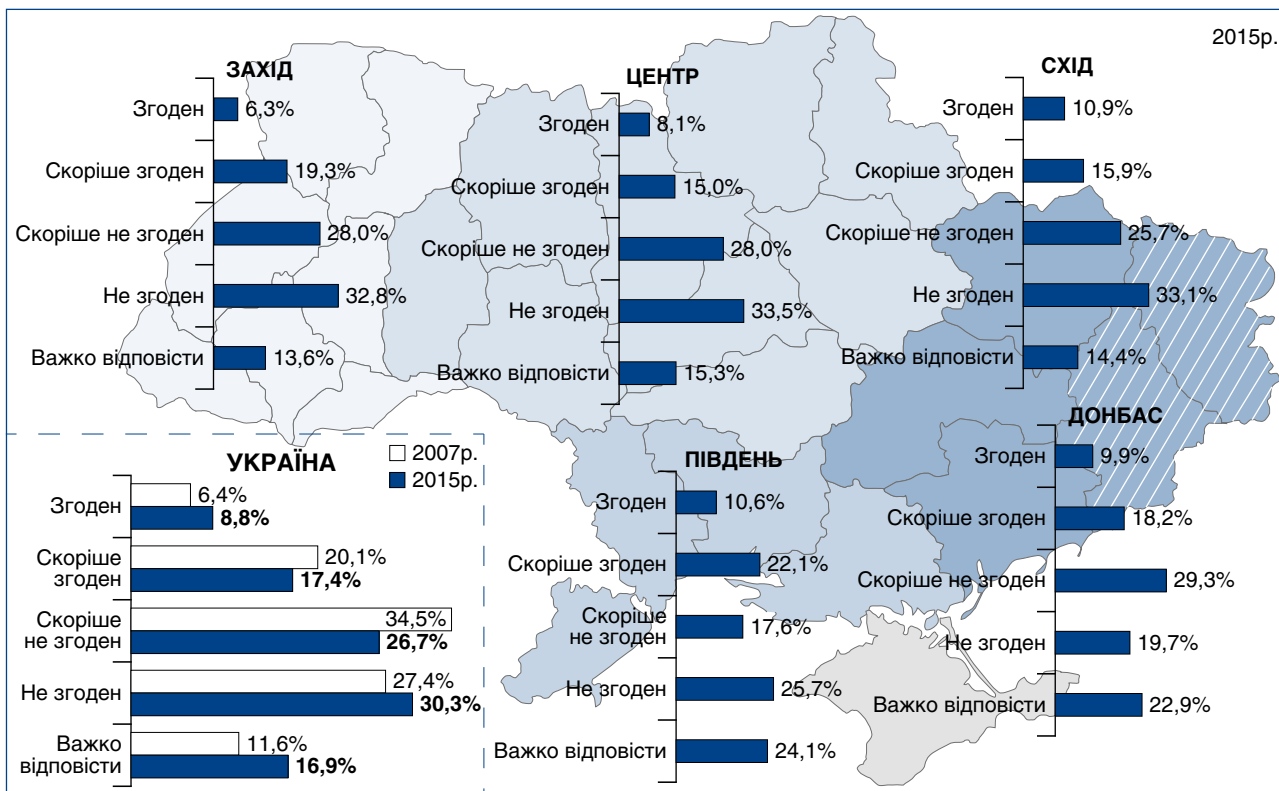 2015р.
ЗАХІД
Згоден
6,3%
Скоріше згоден
19,3%
Скоріше не згоден
28,0%
Не згоден
32,8%
Важко відповісти
13,6%
ЦЕНТР
Згоден
8,1%
Скоріше згоден
15,0%
Скоріше не згоден
28,0%
Не згоден
33,5%
Важко відповісти
15,3%
СХІД
Згоден
10,9%
Скоріше згоден
15,9%
Скоріше не згоден
25,7%
Не згоден
33,1%
Важко відповісти
14,4%
УКРАЇНА
2007р.
2015р.
Згоден
6,4%
8,8%
Скоріше
згоден
20,1%
17,4%
Скоріше
не згоден
34,5%
26,7%
Не згоден
27,4%
30,3%
Важко
відповісти
11,6%
16,9%
ПІВДЕНЬ
Згоден
10,6%
Скоріше згоден
22,1%
Скоріше
не згоден
17,6%
Не згоден
25,7%
Важко відповісти
24,1%
ДОНБАС
Згоден
9,9%
Скоріше згоден
18,2%
Скоріше не згоден
29,3%
Не згоден
19,7%
Важко відповісти
22,9%